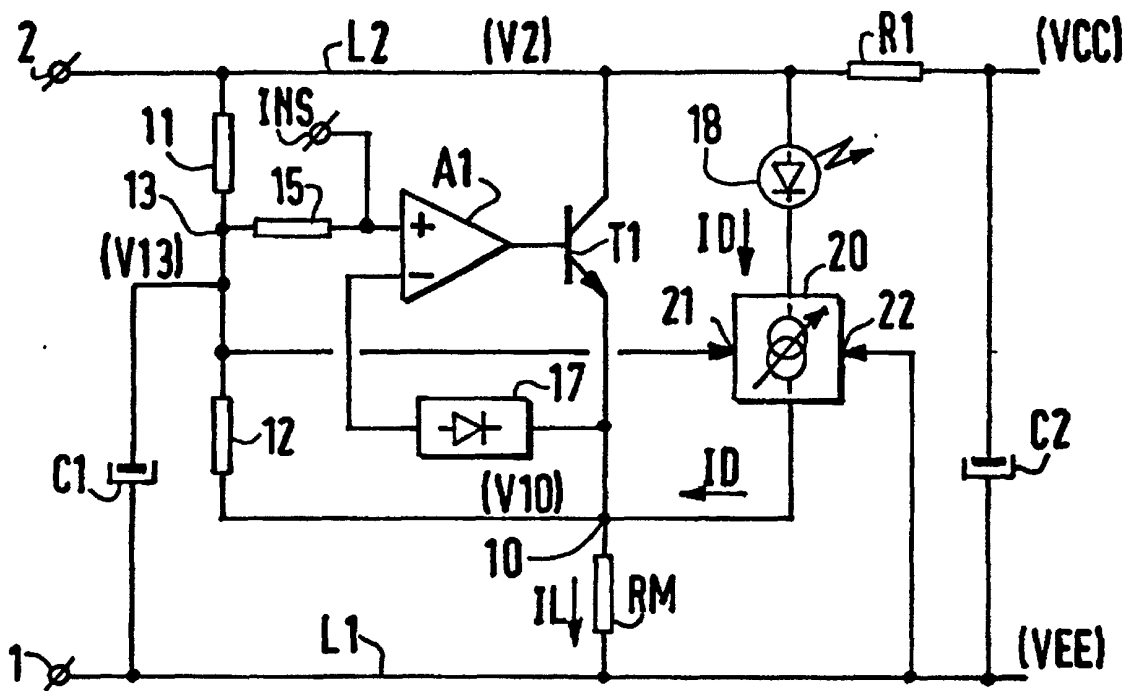 2
L2
(V2)
R1
(VCC)
INS
11
18
13
15
A1
(V13)
T1
ID
20
+
−
21
22
17
12
C1
(V10)
ID
C2
10
IL
RM
1
L1
(VEE)